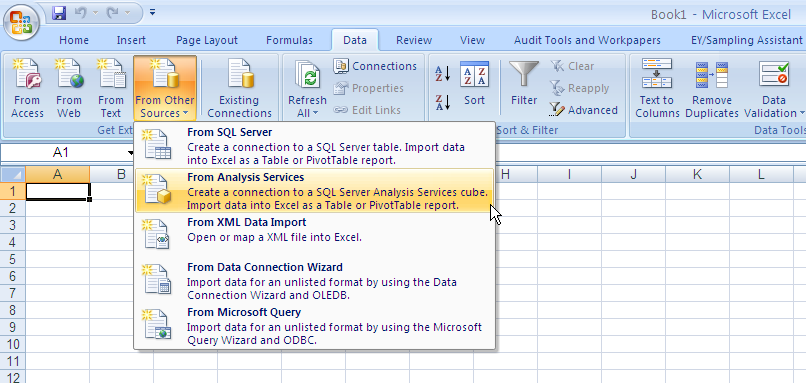 Book1 - Microsoft Excel
Home Insert Page Layout Formulas Data Review View Audit Tools and Workpapers EY/Sampling Assistant
From Access
From Web
From Text
From Other Sources
Existing Connections
Refresh All
Connections
Properties
Edit Links
A Z
Z A
A Z Z A
Sort
Filter
Clear
Reapply
Advanced
Text to Columns
Remove Duplicates
Data Validation
Get Ext
Sort & Filter
Data Tools
A1
From SQL Server
Create a connection to a SQL Server table. Import data
into Excel as a Table or PivotTable report.
From Analysis Services
Create a connection to a SQL Server Analysis Services cube.
Import data into Excel as a Table or PivotTable report.
From XML Data Import
Open or map a XML file into Excel.
From Data Connection Wizard
Import data for an unlisted format by using the Data
Connection Wizard and OLEDB.
From Microsoft Query
Import data for an unlisted format by using the Microsoft
Query Wizard and ODBC.
A B H I J K L
1
2
3
4
5
6
7
8
9
10
11
12